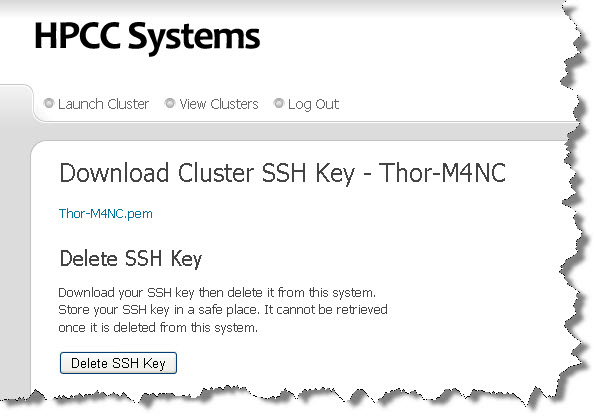 HPCC Systems
Launch Cluster View Clusters Log Out
Download Cluster SSH Key - Thor-M4NC
Thor-M4NC.pem
Delete SSH Key
Download your SSH key then delete it from this system.
Store your SSH key in a safe place. It cannot be retrieved
once it is deleted from this system.
Delete SSH Key